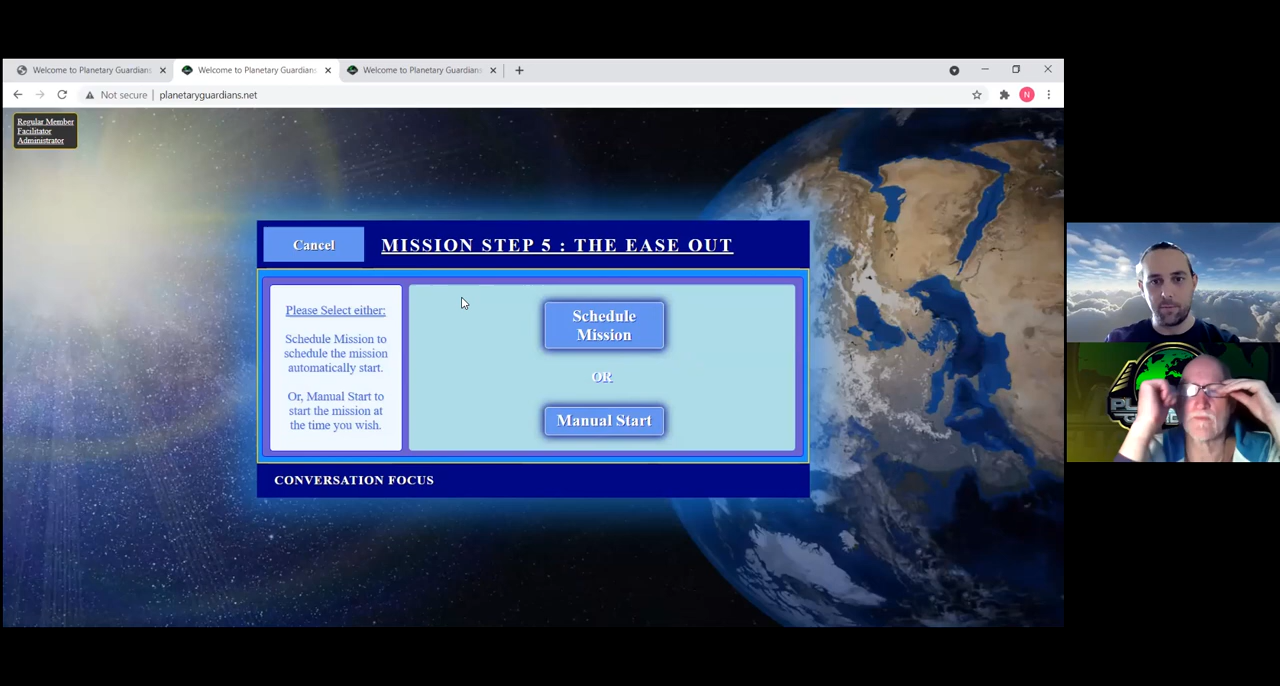 Welcome to Planetary Guardians
Welcome to Planetary Guardians
Welcome to Planetary Guardians
Not secure
planetaryguardians.net
N
Regular Member
Facilitator
Administrator
Cancel
MISSION STEP 5 : THE EASE OUT
Please Select either:
Schedule Mission to
schedule the mission
automatically start.
Or, Manual Start to
start the mission at
the time you wish.
Schedule
Mission
OR
Manual Start
CONVERSATION FOCUS